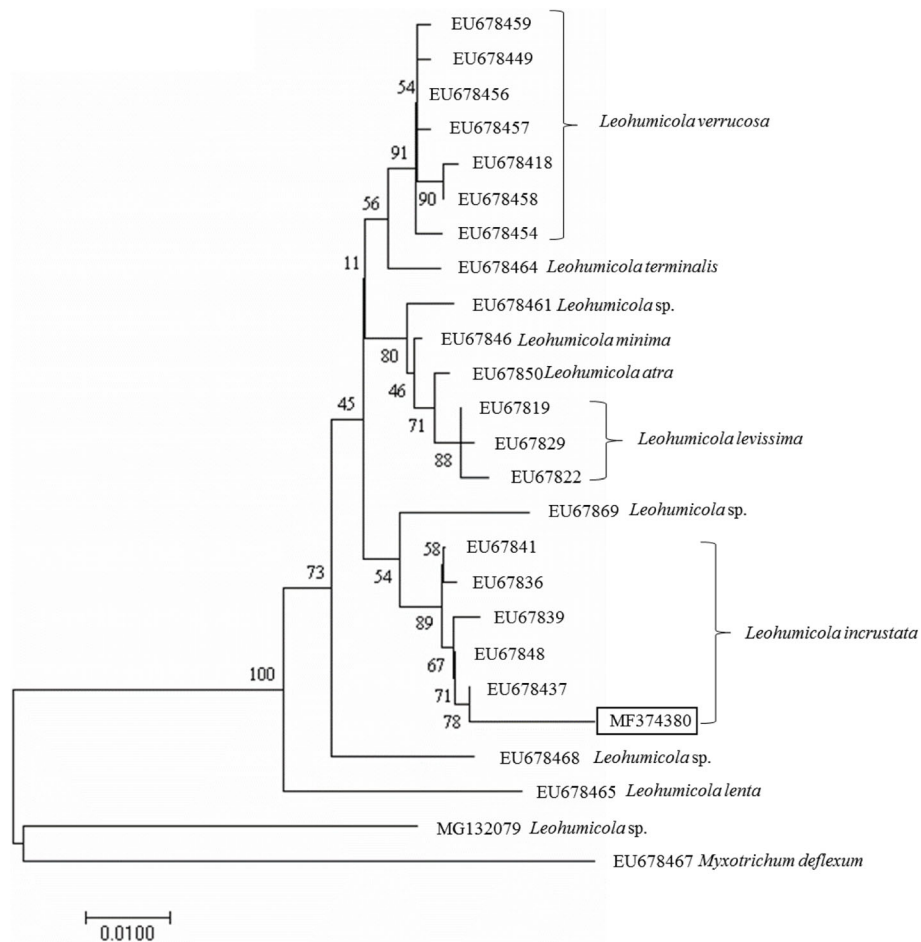 EU678459
EU678449
54
EU678456
Leohumicola verrucosa
EU678457
91
EU678418
90
EU678458
56
EU678454
11
EU678464 Leohumicola terminalis
EU678461 Leohumicola sp.
EU67846 Leohumicola minima
80
EU67850 Leohumicola atra
46
45
EU67819
71
EU67829
Leohumicola levissima
88
EU67822
EU67869 Leohumicola sp.
58
EU67841
73
54
EU67836
89
EU67839
Leohumicola incrustata
67
EU67848
100
71
EU678437
78
MF374380
EU678468 Leohumicola sp.
EU678465 Leohumicola lenta
MG132079 Leohumicola sp.
EU678467 Myxotrichum deflexum
0.0100